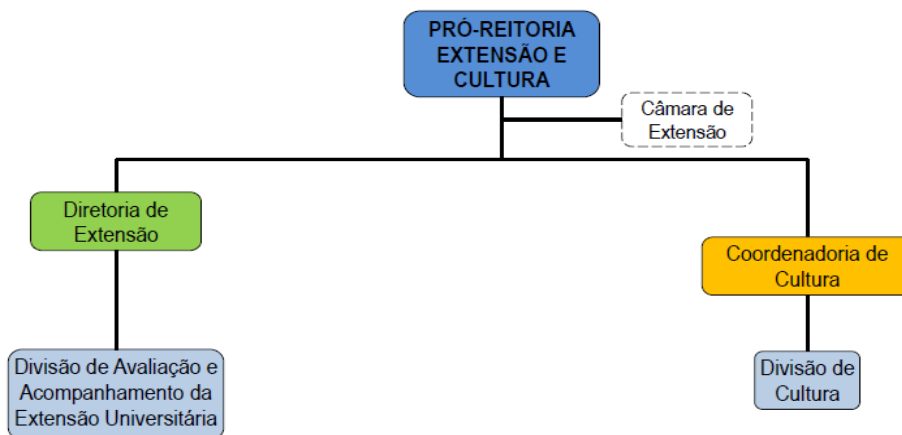 PRÓ-REITORIA
EXTENSÃO E
CULTURA
Câmara de
Extensão
Diretoria de
Extensão
Coordenadoria de
Cultura
Divisão de Avaliação e
Acompanhamento da
Extensão Universitária
Divisão de
Cultura